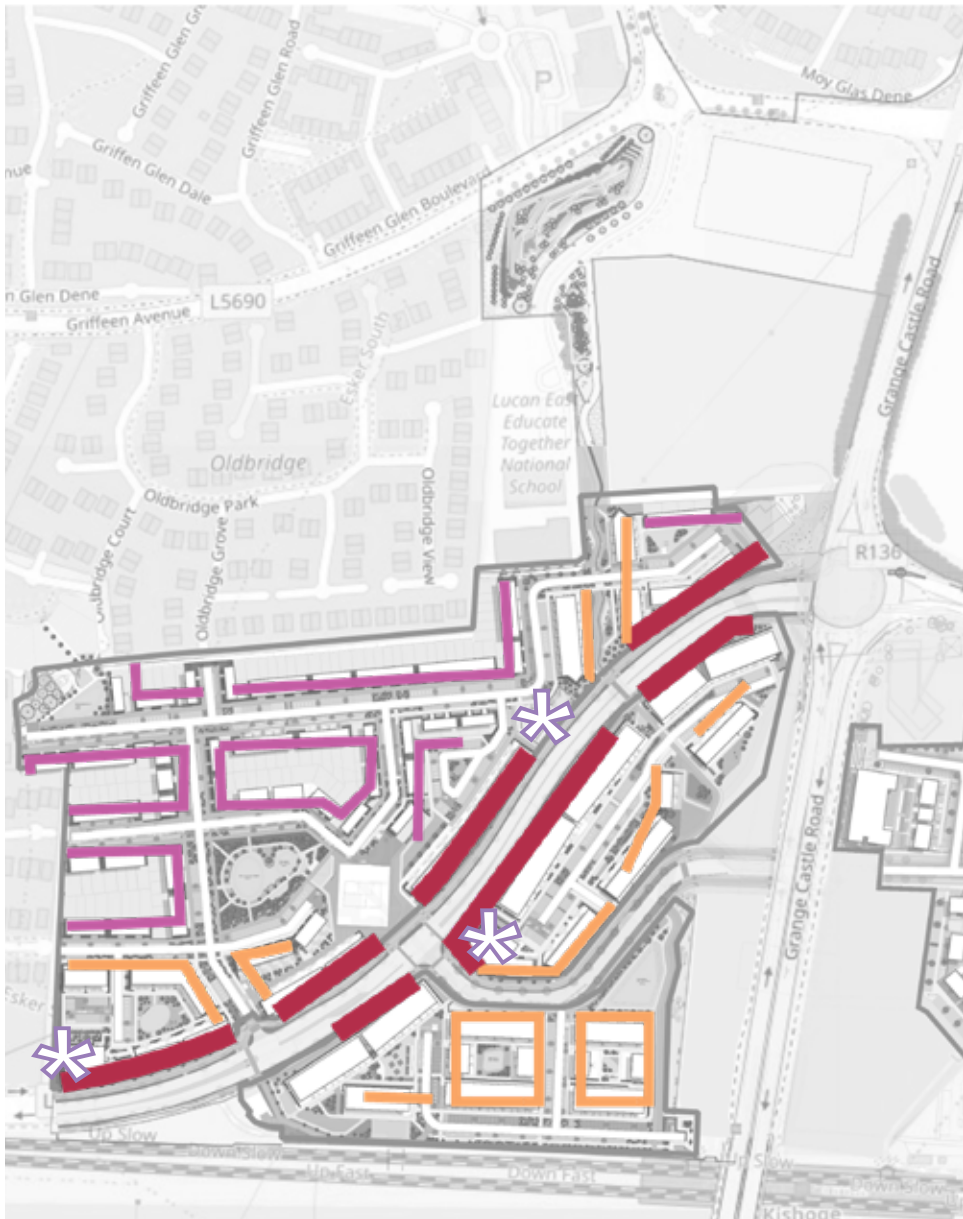 Griffeen Glen Road
Moy Glas Dene
P
Griffen Glen Dale
Griffeen Glen Boulevard
n Glen Dene
L5690
Griffeen Avenue
Esker South
Grange Castle Road
Lucan East
Educate
Together
National
School
Oldbridge
Oldbridge Park
Oldbridge Court
Oldbridge Grove
Oldbridge View
R136
Grange Castle Road
Esker
Up Slow
Down Slow
Up Fast
Down Fast
Up Slow
Down Slow
Kishoge